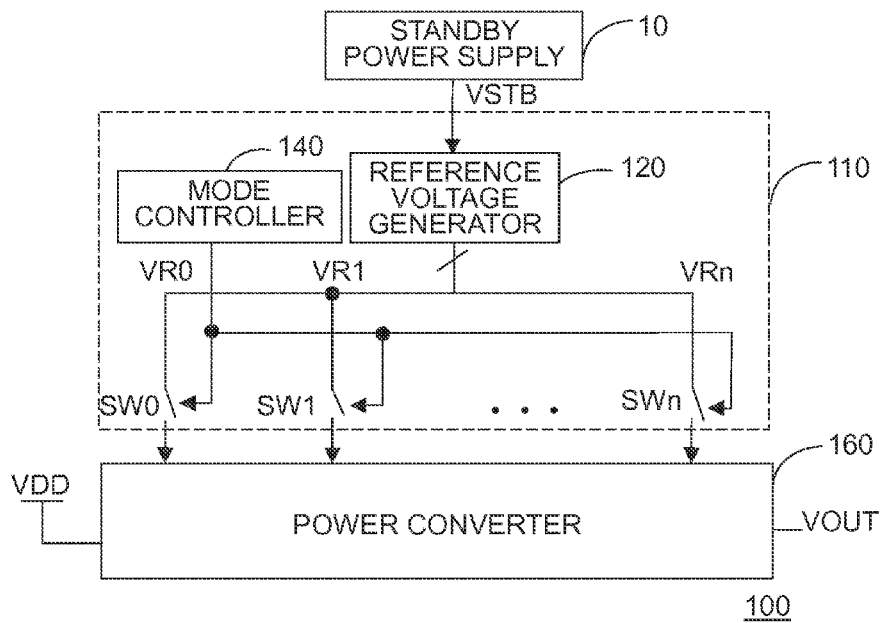 STANDBY
POWER SUPPLY
10
VSTB
140
MODE
CONTROLLER
REFERENCE
VOLTAGE
GENERATOR
120
110
VR0
VR1
VRn
SW0
SW1
. . .
SWn
160
VDD
POWER CONVERTER
VOUT
100